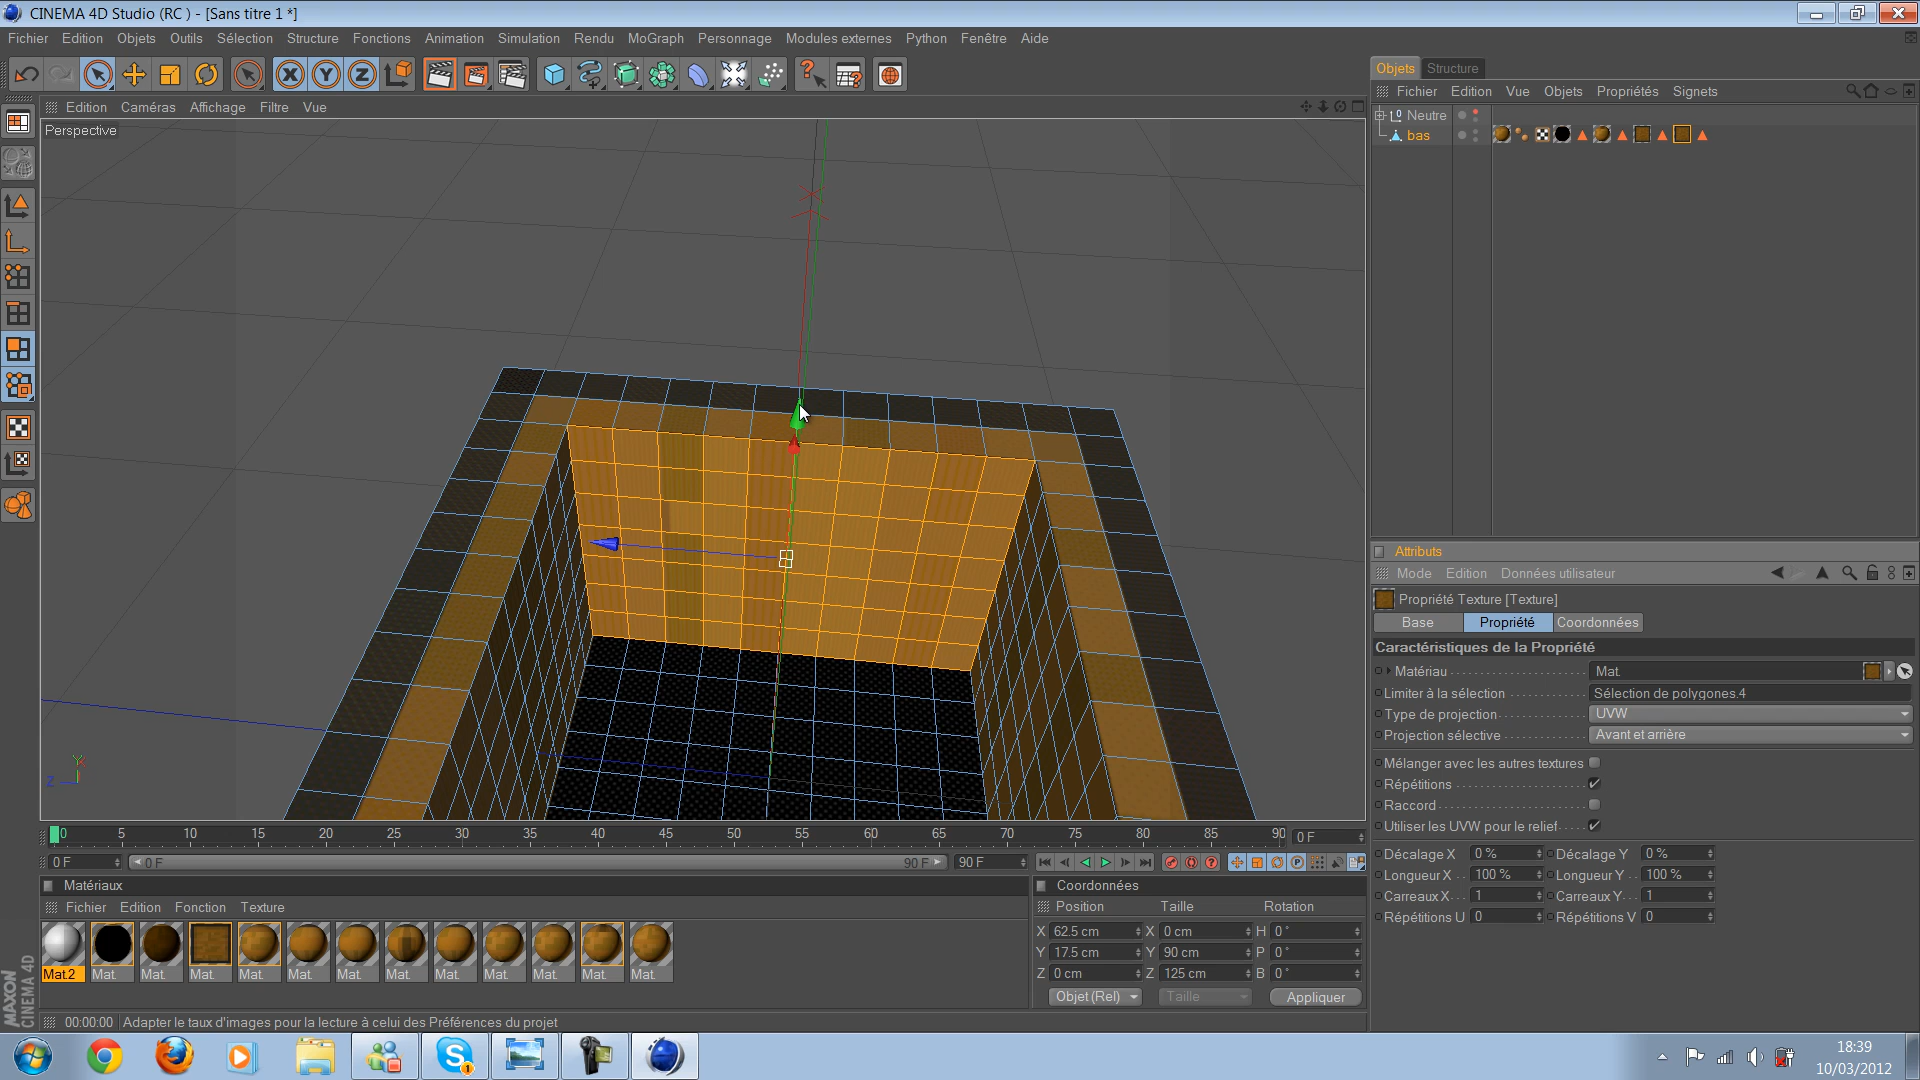 CINEMA 4D Studio (RC ) - [Sans titre 1 *]
Fichier Edition Objets Outils Sélection Structure Fonctions Animation Simulation Rendu MoGraph Personnage Modules externes Python Fenêtre Aide
X Y Z
Edition Caméras Affichage Filtre Vue
Perspective
Y
Z
0 5 10 15 20 25 30 35 40 45 50 55 60 65 70 75 80 85 90 0 F
0 F 0 F 90 F 90 F
Matériaux
Fichier Edition Fonction Texture
Mat.2 Mat. Mat. Mat. Mat. Mat. Mat. Mat. Mat. Mat. Mat. Mat. Mat.
Coordonnées
Position Taille Rotation
X 62.5 cm X 0 cm H 0 °
Y 17.5 cm Y 90 cm P 0 °
Z 0 cm Z 125 cm B 0 °
Objet (Rel) Taille Appliquer
MAXON CINEMA 4D
00:00:00 Adapter le taux d'images pour la lecture à celui des Préférences du projet
Objets Structure
Fichier Edition Vue Objets Propriétés Signets
Neutre
bas
Attributs
Mode Edition Données utilisateur
Propriété Texture [Texture]
Base Propriété Coordonnées
Caractéristiques de la Propriété
Matériau Mat
Limiter à la sélection Sélection de polygones.4
Type de projection UVW
Projection sélective Avant et arrière
Mélanger avec les autres textures
Répétitions
Raccord
Utiliser les UVW pour le relief
Décalage X 0 % Décalage Y 0 %
Longueur X 100 % Longueur Y 100 %
Carreaux X 1 Carreaux Y 1
Répétitions U 0 Répétitions V 0
1
18:39
10/03/2012